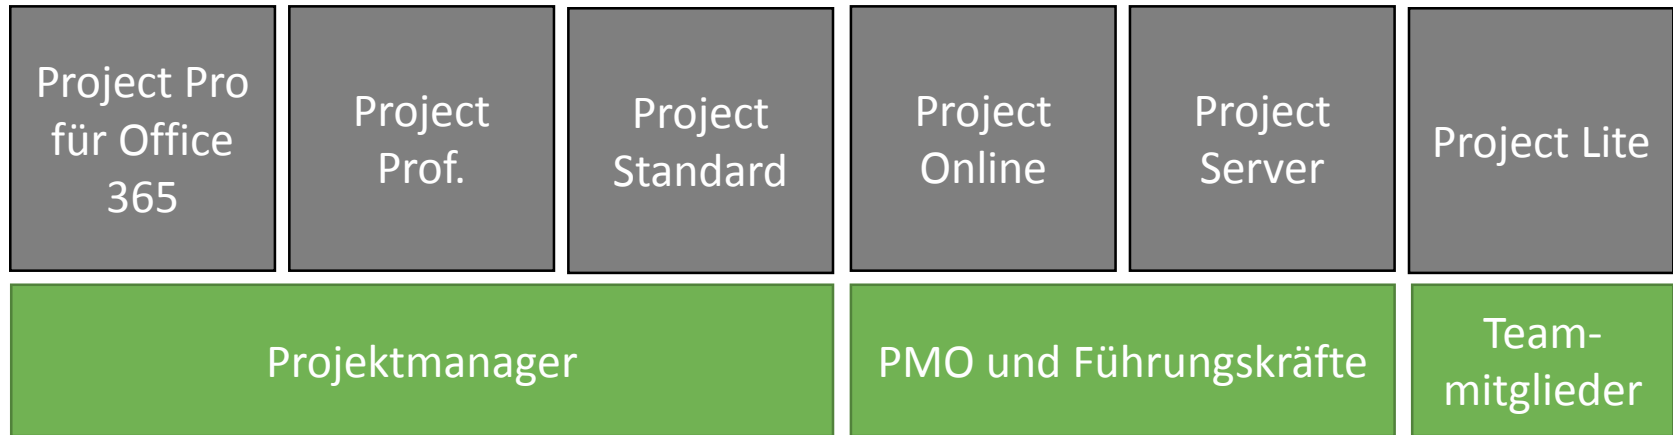 Project Pro
für Office
365
Project
Prof.
Project
Standard
Project
Online
Project
Server
Project Lite
Projektmanager
PMO und Führungskräfte
Team-
mitglieder